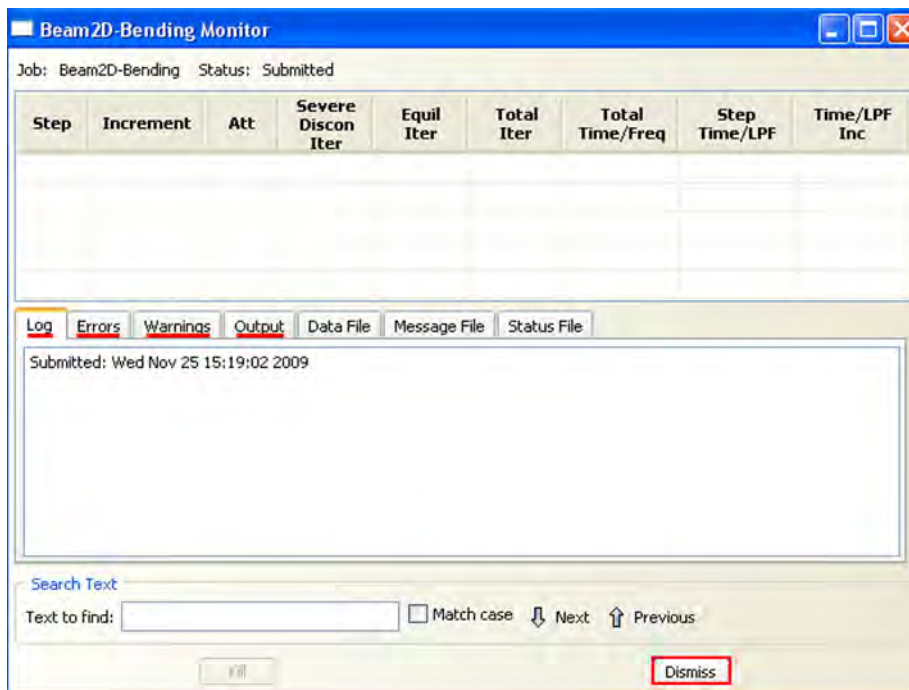 Beam2D-Bending Monitor
Job: Beam2D-Bending Status: Submitted
Step Increment Att Severe Discon Iter Equil Iter Total Iter Total Time/Freq Step Time/LPF Time/LPF Inc
Log Errors Warnings Output Data File Message File Status File
Submitted: Wed Nov 25 15:19:02 2009
Search Text
Text to find: Match case Next Previous
Kill Dismiss